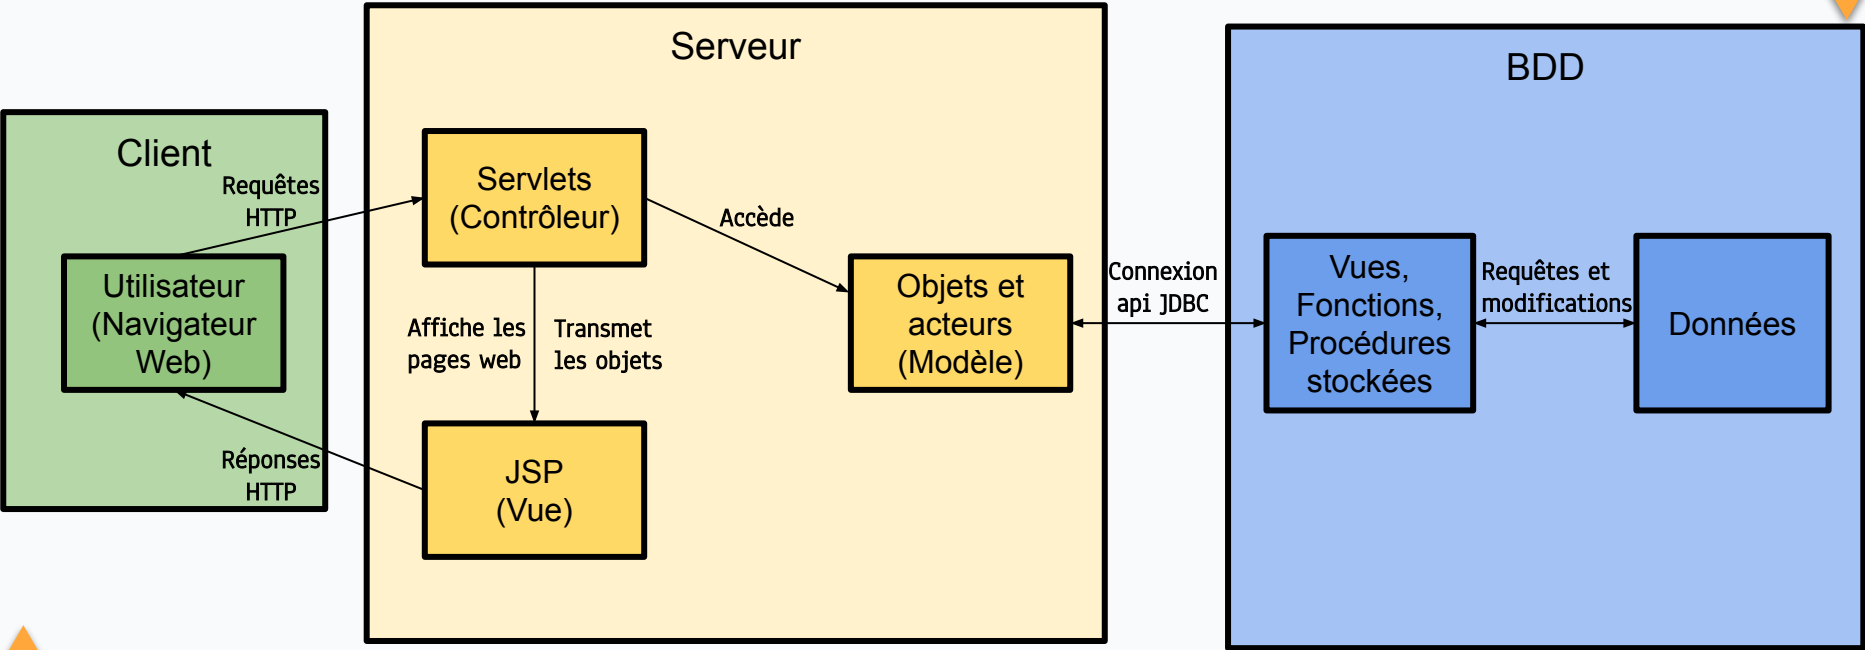 Serveur
BDD
Client
Requêtes
HTTP
Servlets
(Contrôleur)
Accède
Utilisateur
(Navigateur
Web)
Objets et
acteurs
(Modèle)
Connexion
api JDBC
Vues,
Fonctions,
Procédures
stockées
Requêtes et
modifications
Données
Affiche les
pages web
Transmet
les objets
Réponses
HTTP
JSP
(Vue)